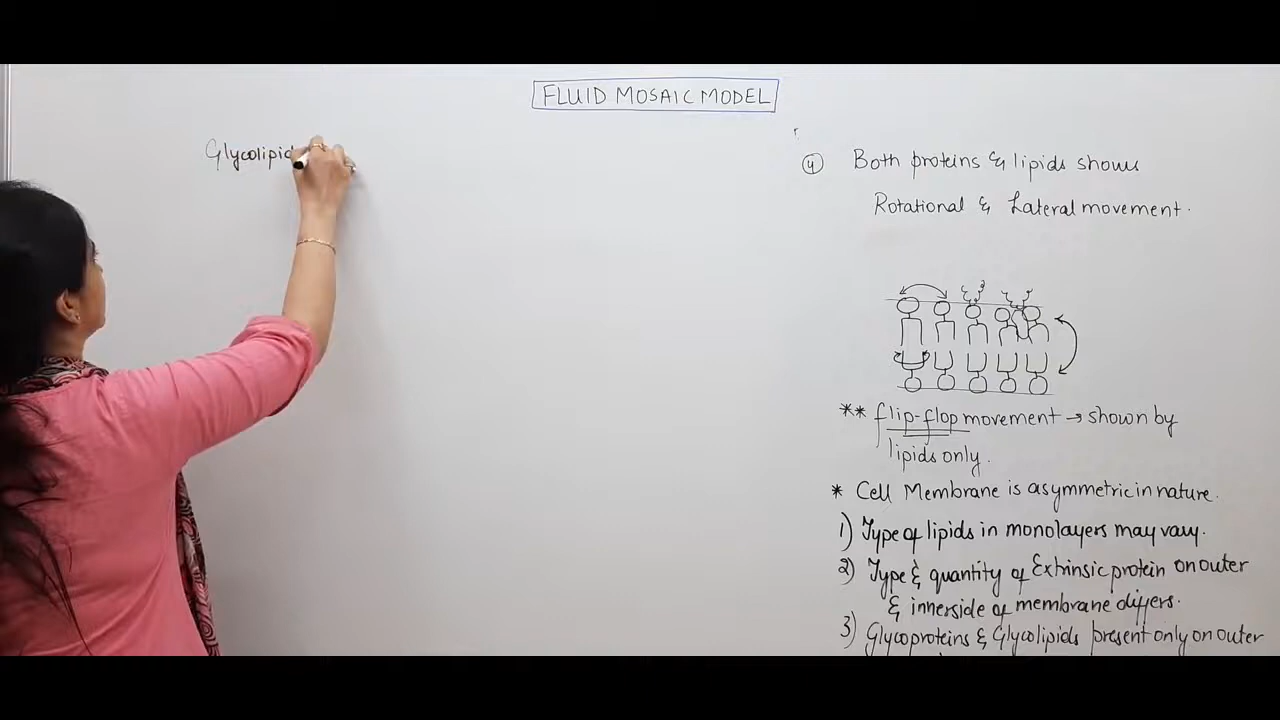 FLUID MOSAIC MODEL
Glycolipid
④ Both proteins & lipids shows
Rotational & Lateral movement.
** flip-flop movement → shown by
lipids only.
* Cell Membrane is asymmetric in nature.
1) Type of lipids in monolayers may vary.
2) Type & quantity of Extrinsic protein on outer
& innerside of membrane differs.
3) Glycoproteins & Glycolipids present only on outer